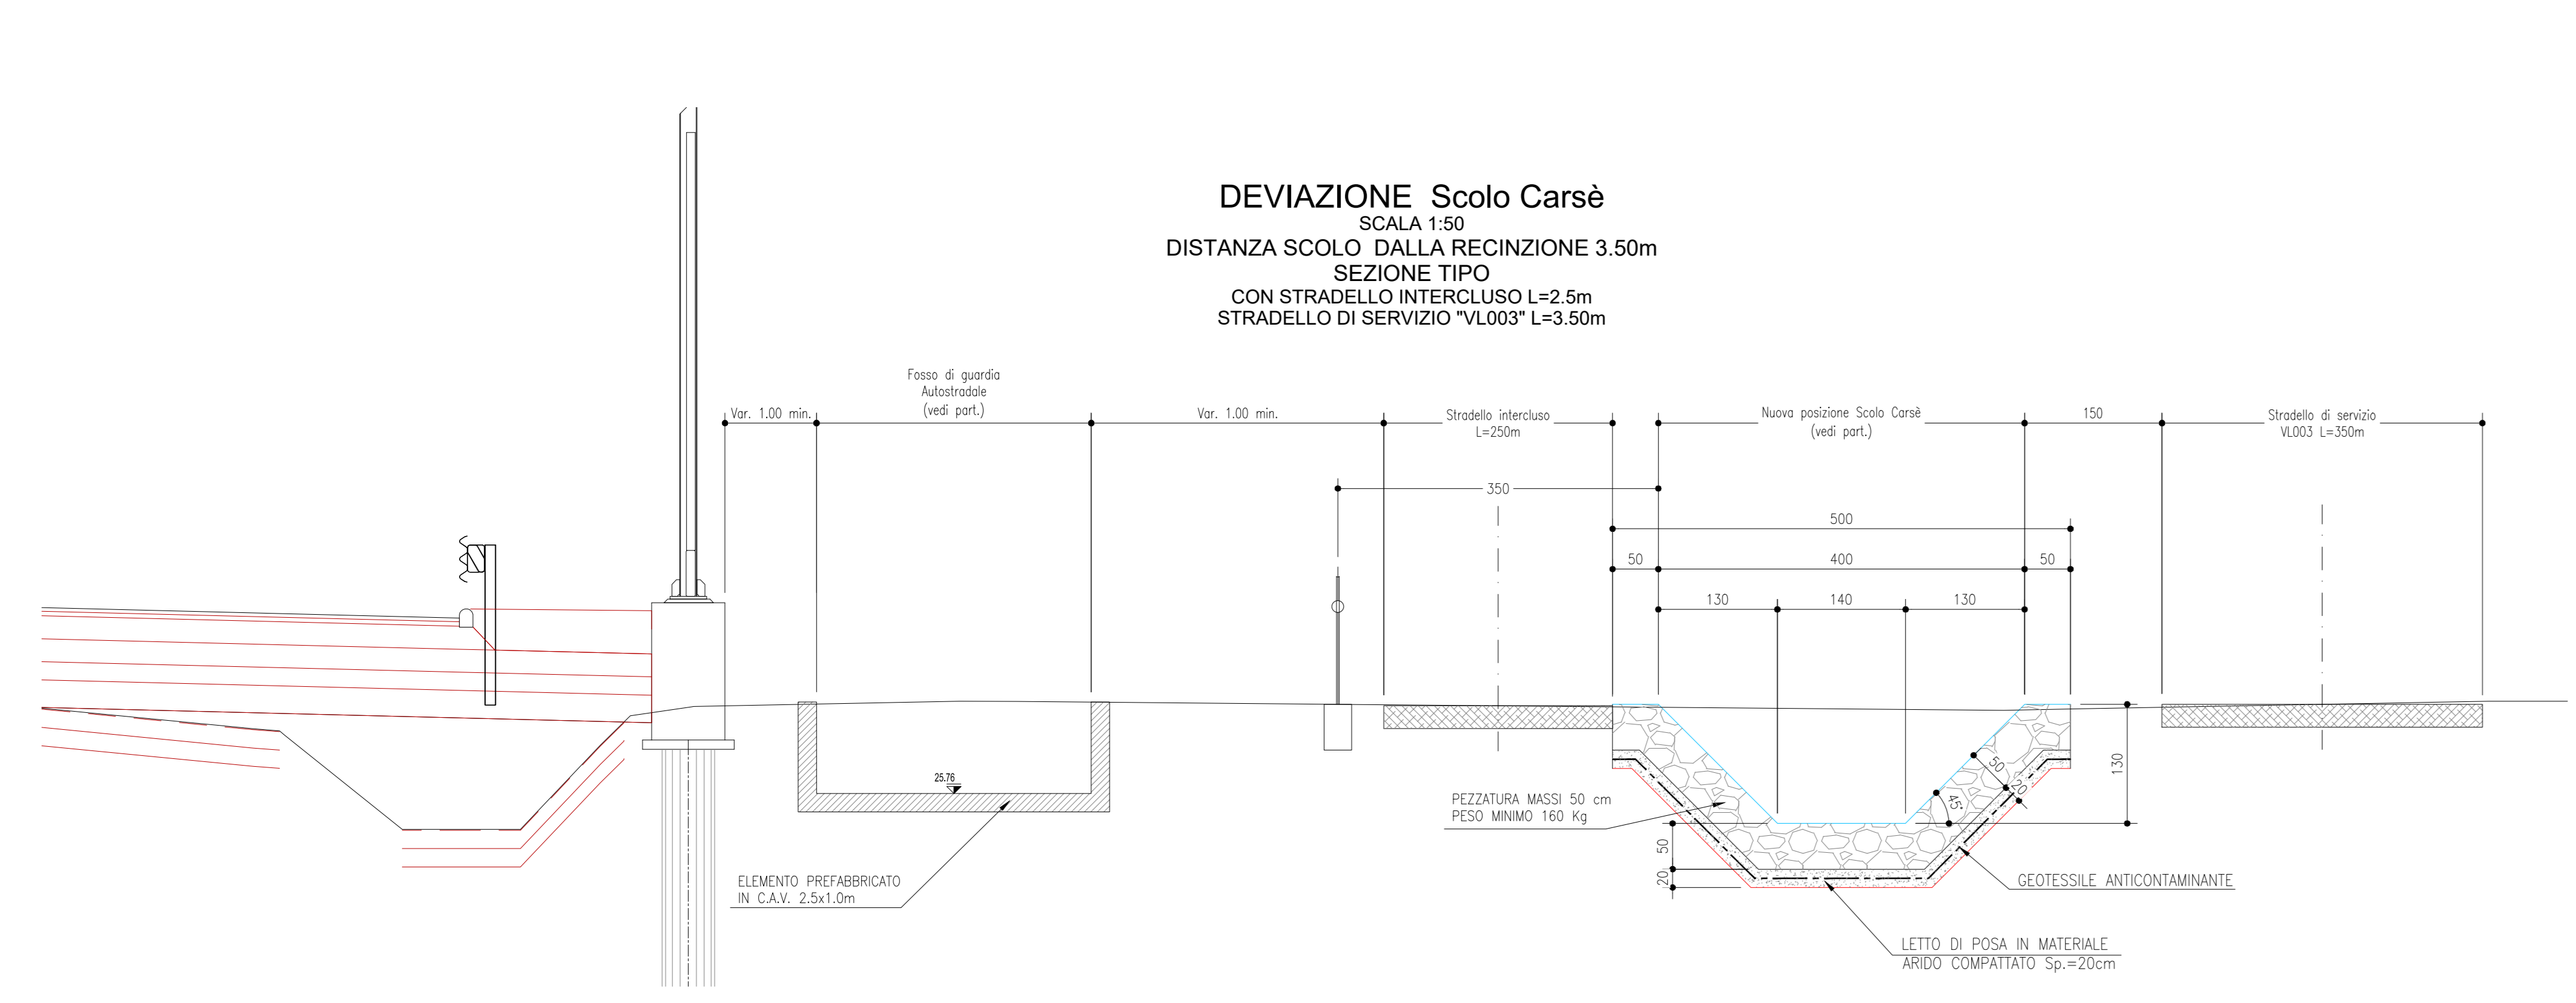 DEVIAZIONE Scolo Carsè
SCALA 1:50
DISTANZA SCOLO DALLA RECINZIONE 3.50m
SEZIONE TIPO
CON STRADELLO INTERCLUSO L=2.5m
STRADELLO DI SERVIZIO "VL003" L=3.50m
Fosso di guardia
Autostradale
(vedi part.)
Var. 1.00 min.
Var. 1.00 min.
Stradello intercluso
L=250m
Nuova posizione Scolo Carsè
(vedi part.)
150
Stradello di servizio
VL003 L=350m
350
500
50
400
50
130
140
130
25.76
ELEMENTO PREFABBRICATO
IN C.A.V. 2.5x1.0m
PEZZATURA MASSI 50 cm
PESO MINIMO 160 Kg
50
20
45°
130
50
20
GEOTESSILE ANTICONTAMINANTE
LETTO DI POSA IN MATERIALE
ARIDO COMPATTATO Sp.=20cm